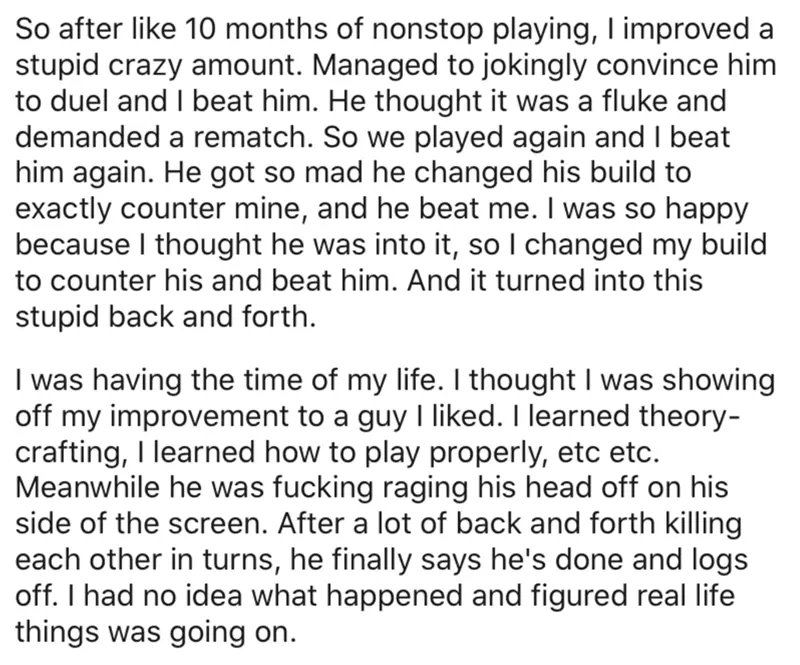 So after like 10 months of nonstop playing, I improved a
stupid crazy amount. Managed to jokingly convince him
to duel and I beat him. He thought it was a fluke and
demanded a rematch. So we played again and I beat
him again. He got so mad he changed his build to
exactly counter mine, and he beat me. I was so happy
because I thought he was into it, so I changed my build
to counter his and beat him. And it turned into this
stupid back and forth.
I was having the time of my life. I thought I was showing
off my improvement to a guy I liked. I learned theory-
crafting, I learned how to play properly, etc etc.
Meanwhile he was fucking raging his head off on his
side of the screen. After a lot of back and forth killing
each other in turns, he finally says he's done and logs
off. I had no idea what happened and figured real life
things was going on.